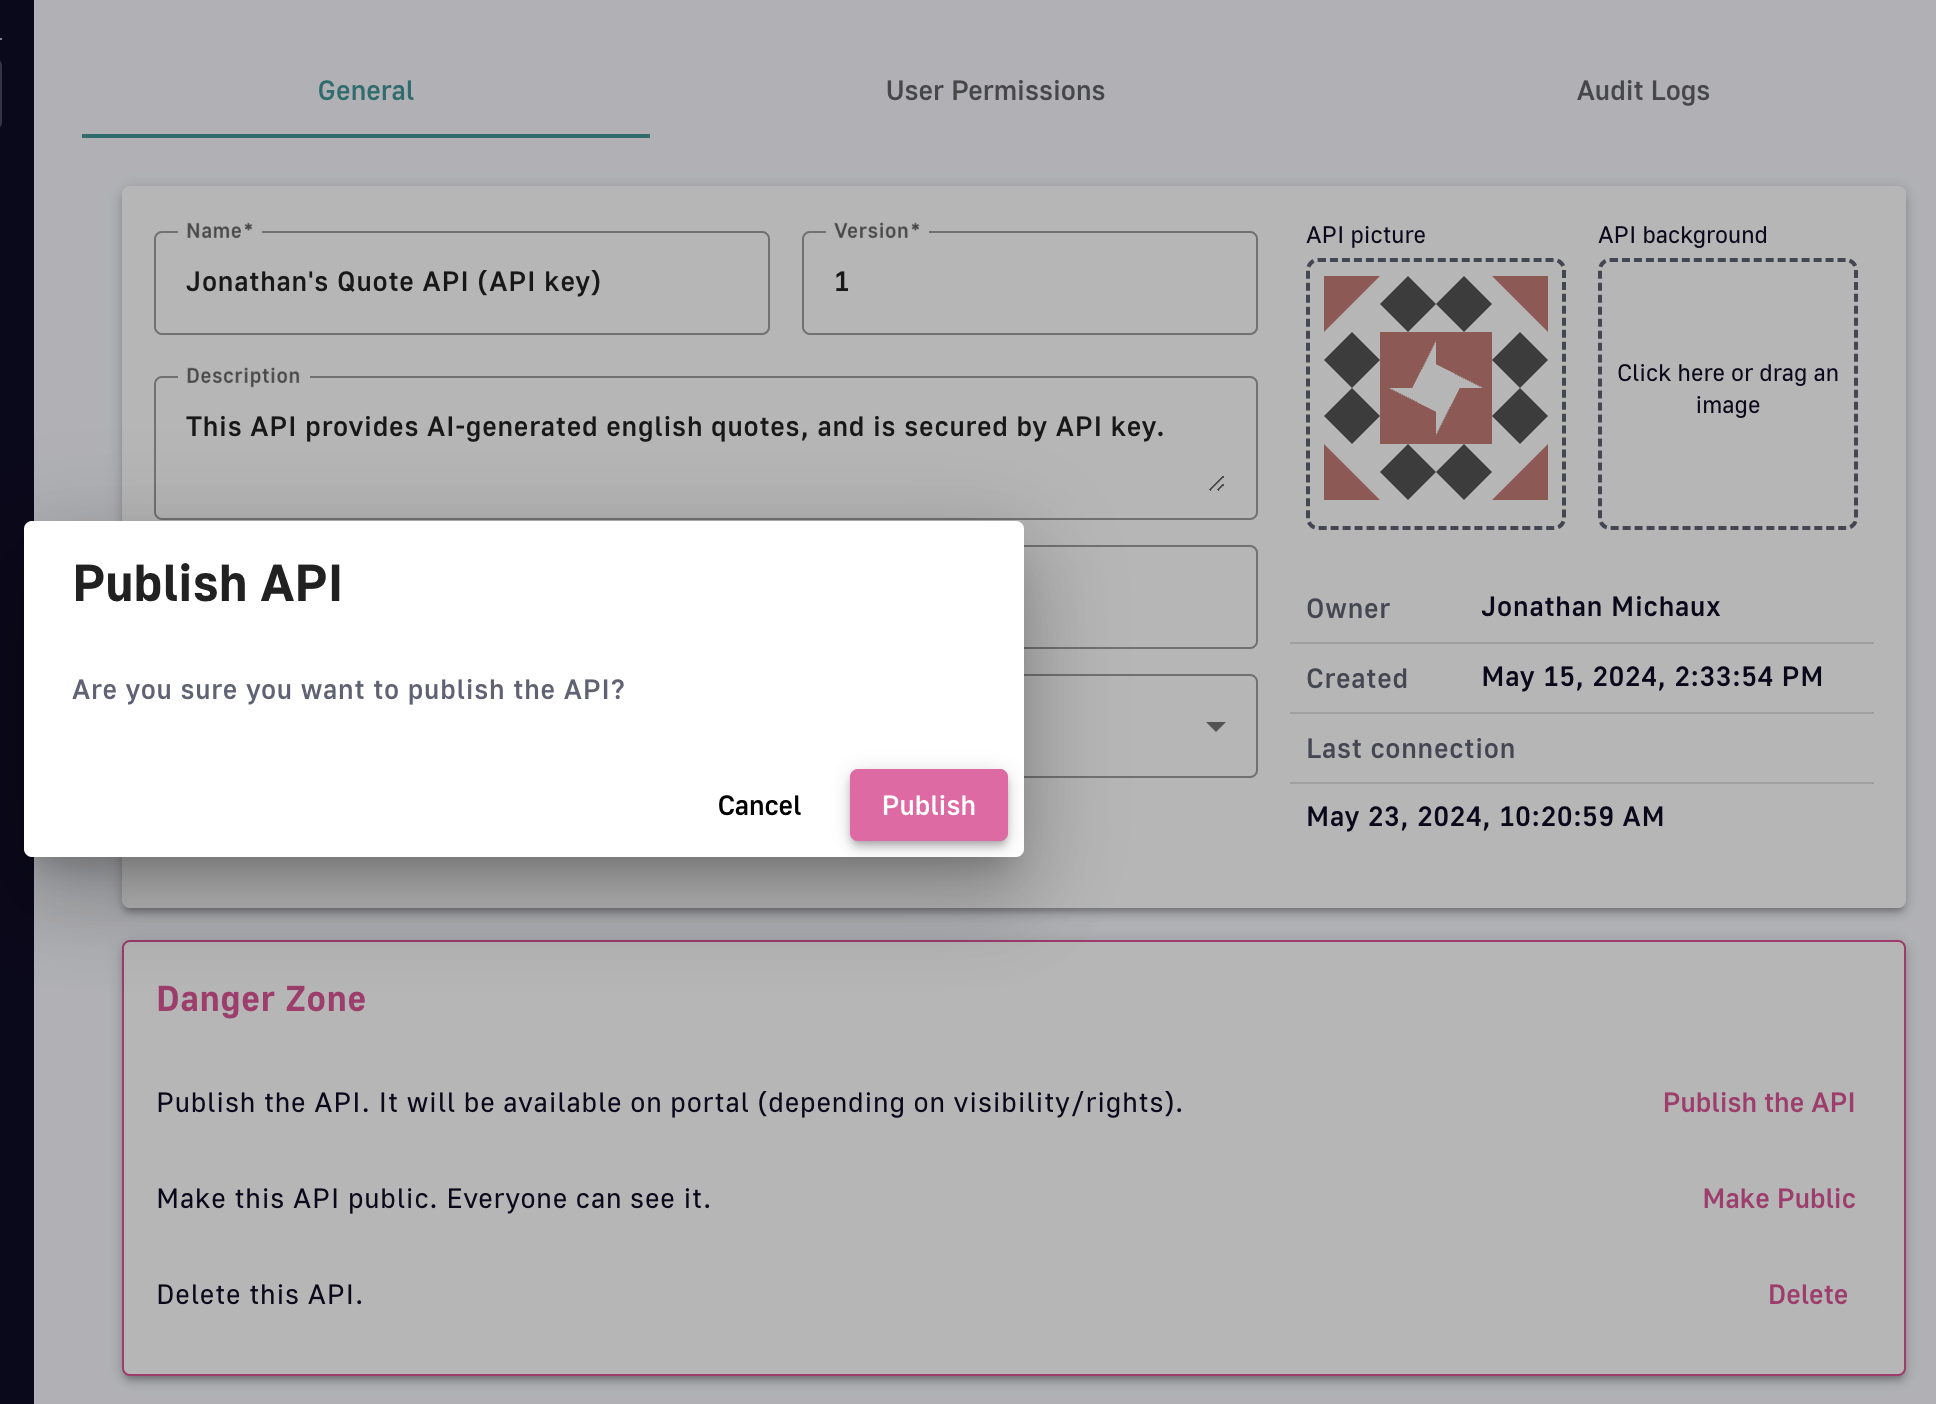 General
User Permissions
Audit Logs
Name*
Jonathan's Quote API (API key)
Version*
1
API picture
API background
Click here or drag an
image
Description
This API provides AI-generated english quotes, and is secured by API key.
Publish API
Are you sure you want to publish the API?
Cancel
Publish
Owner
Jonathan Michaux
Created
May 15, 2024, 2:33:54 PM
Last connection
May 23, 2024, 10:20:59 AM
Danger Zone
Publish the API. It will be available on portal (depending on visibility/rights).
Publish the API
Make this API public. Everyone can see it.
Make Public
Delete this API.
Delete